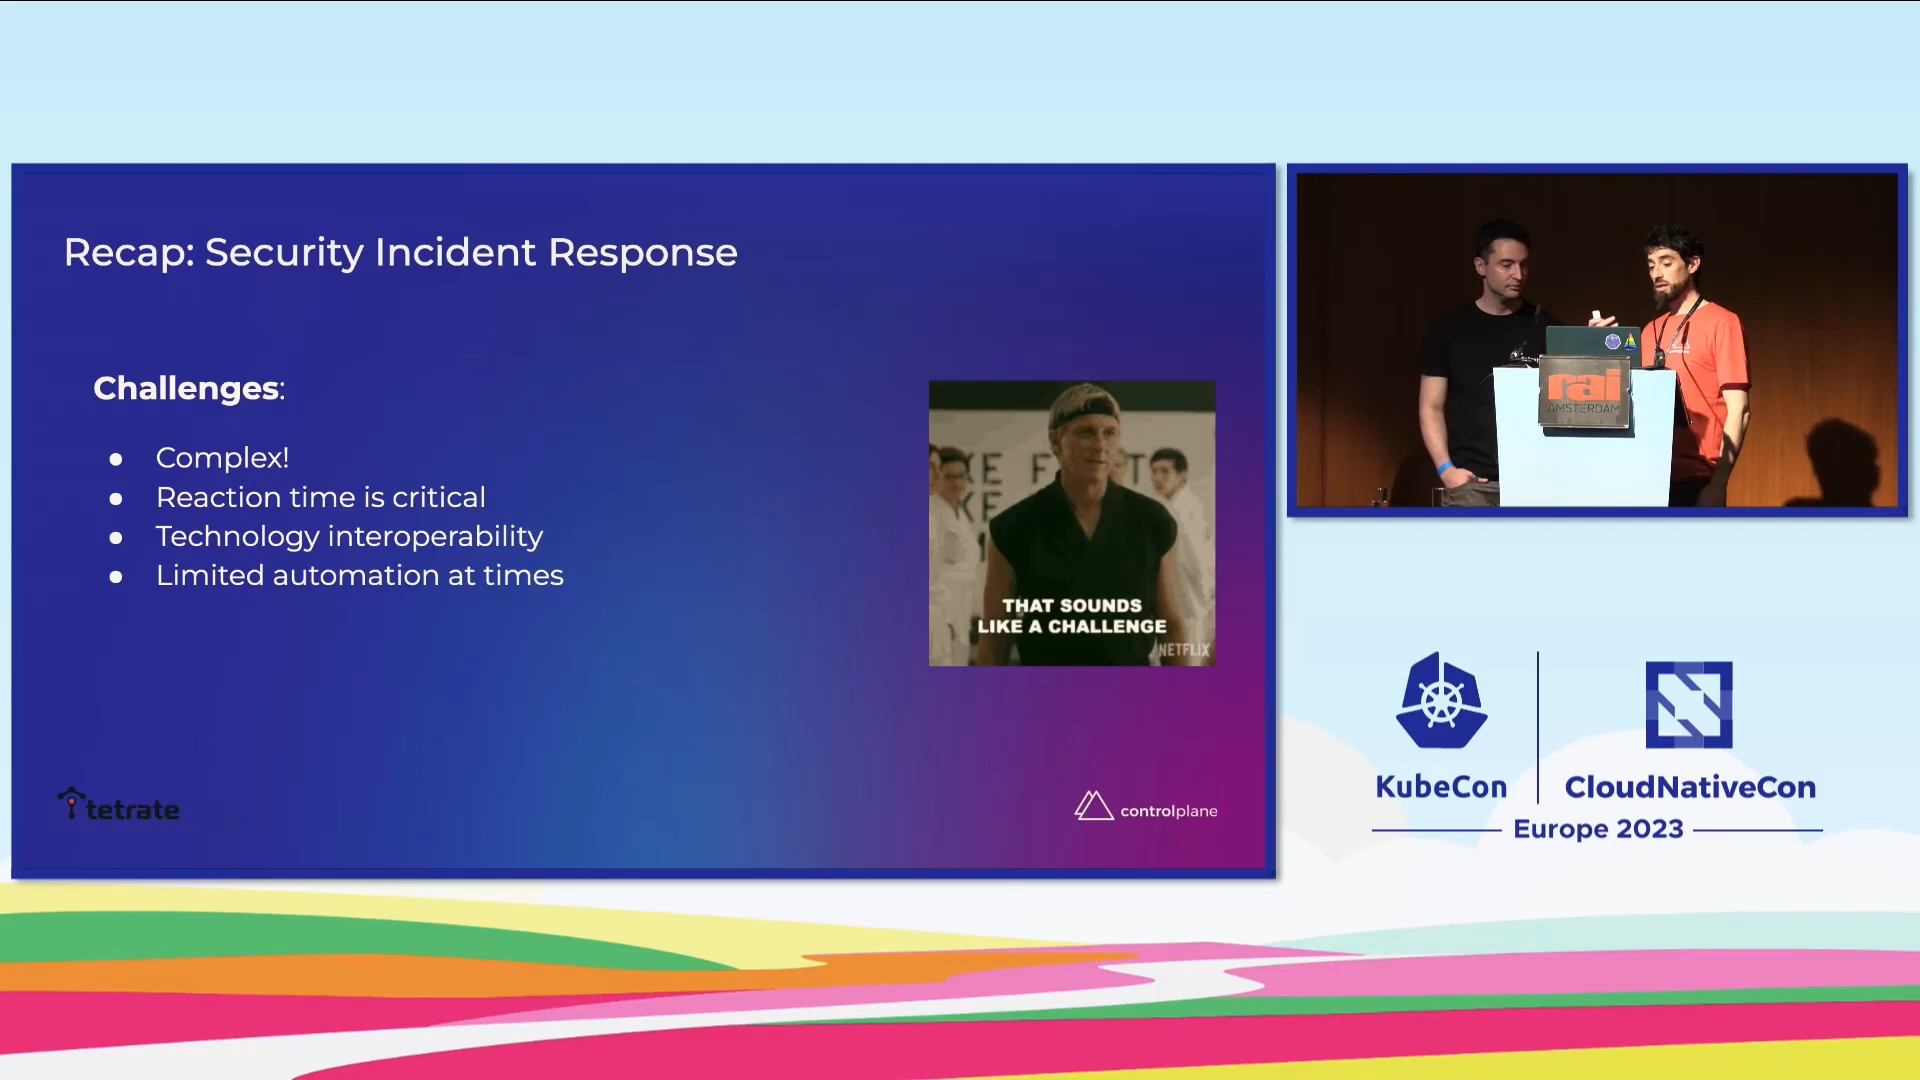 Recap: Security Incident Response
Challenges:
● Complex!
● Reaction time is critical
● Technology interoperability
● Limited automation at times
THAT SOUNDS
LIKE A CHALLENGE
NETFLIX
tetrate
controlplane
rai
AMSTERDAM
KubeCon
CloudNativeCon
Europe 2023